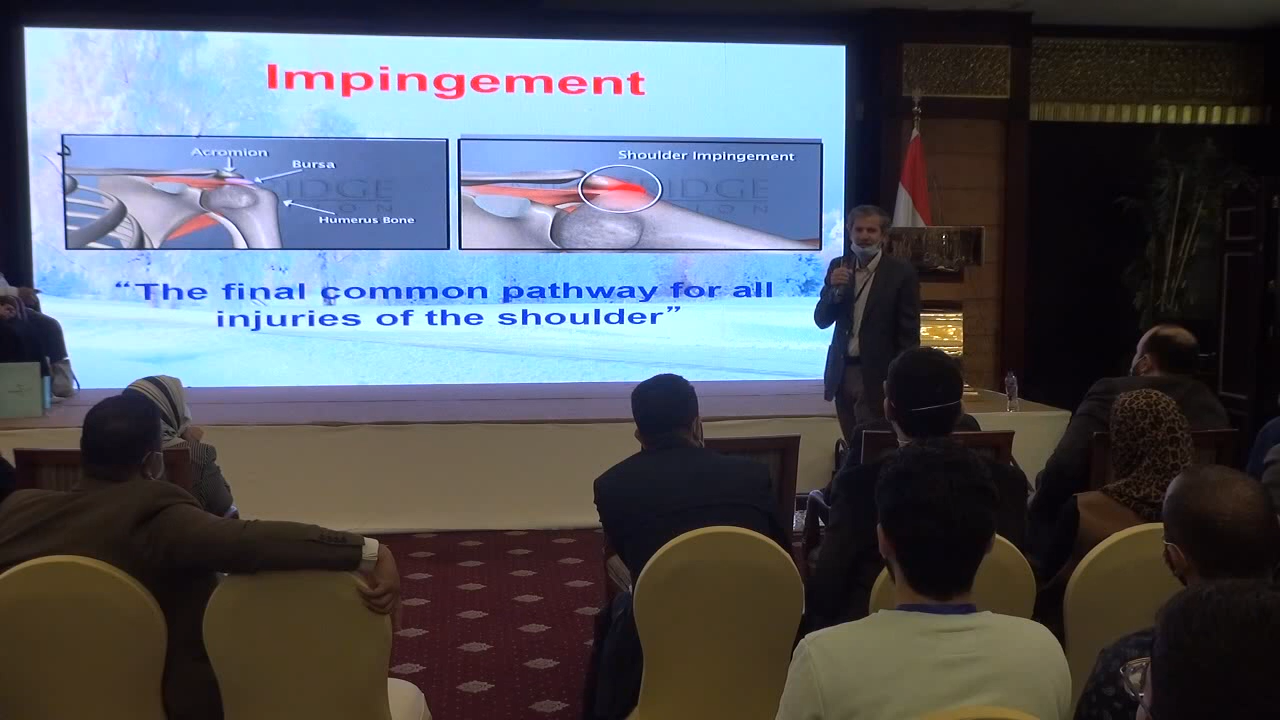 Impingement
Acromion
Bursa
Humerus Bone
Shoulder Impingement
“The final common pathway for all
injuries of the shoulder”